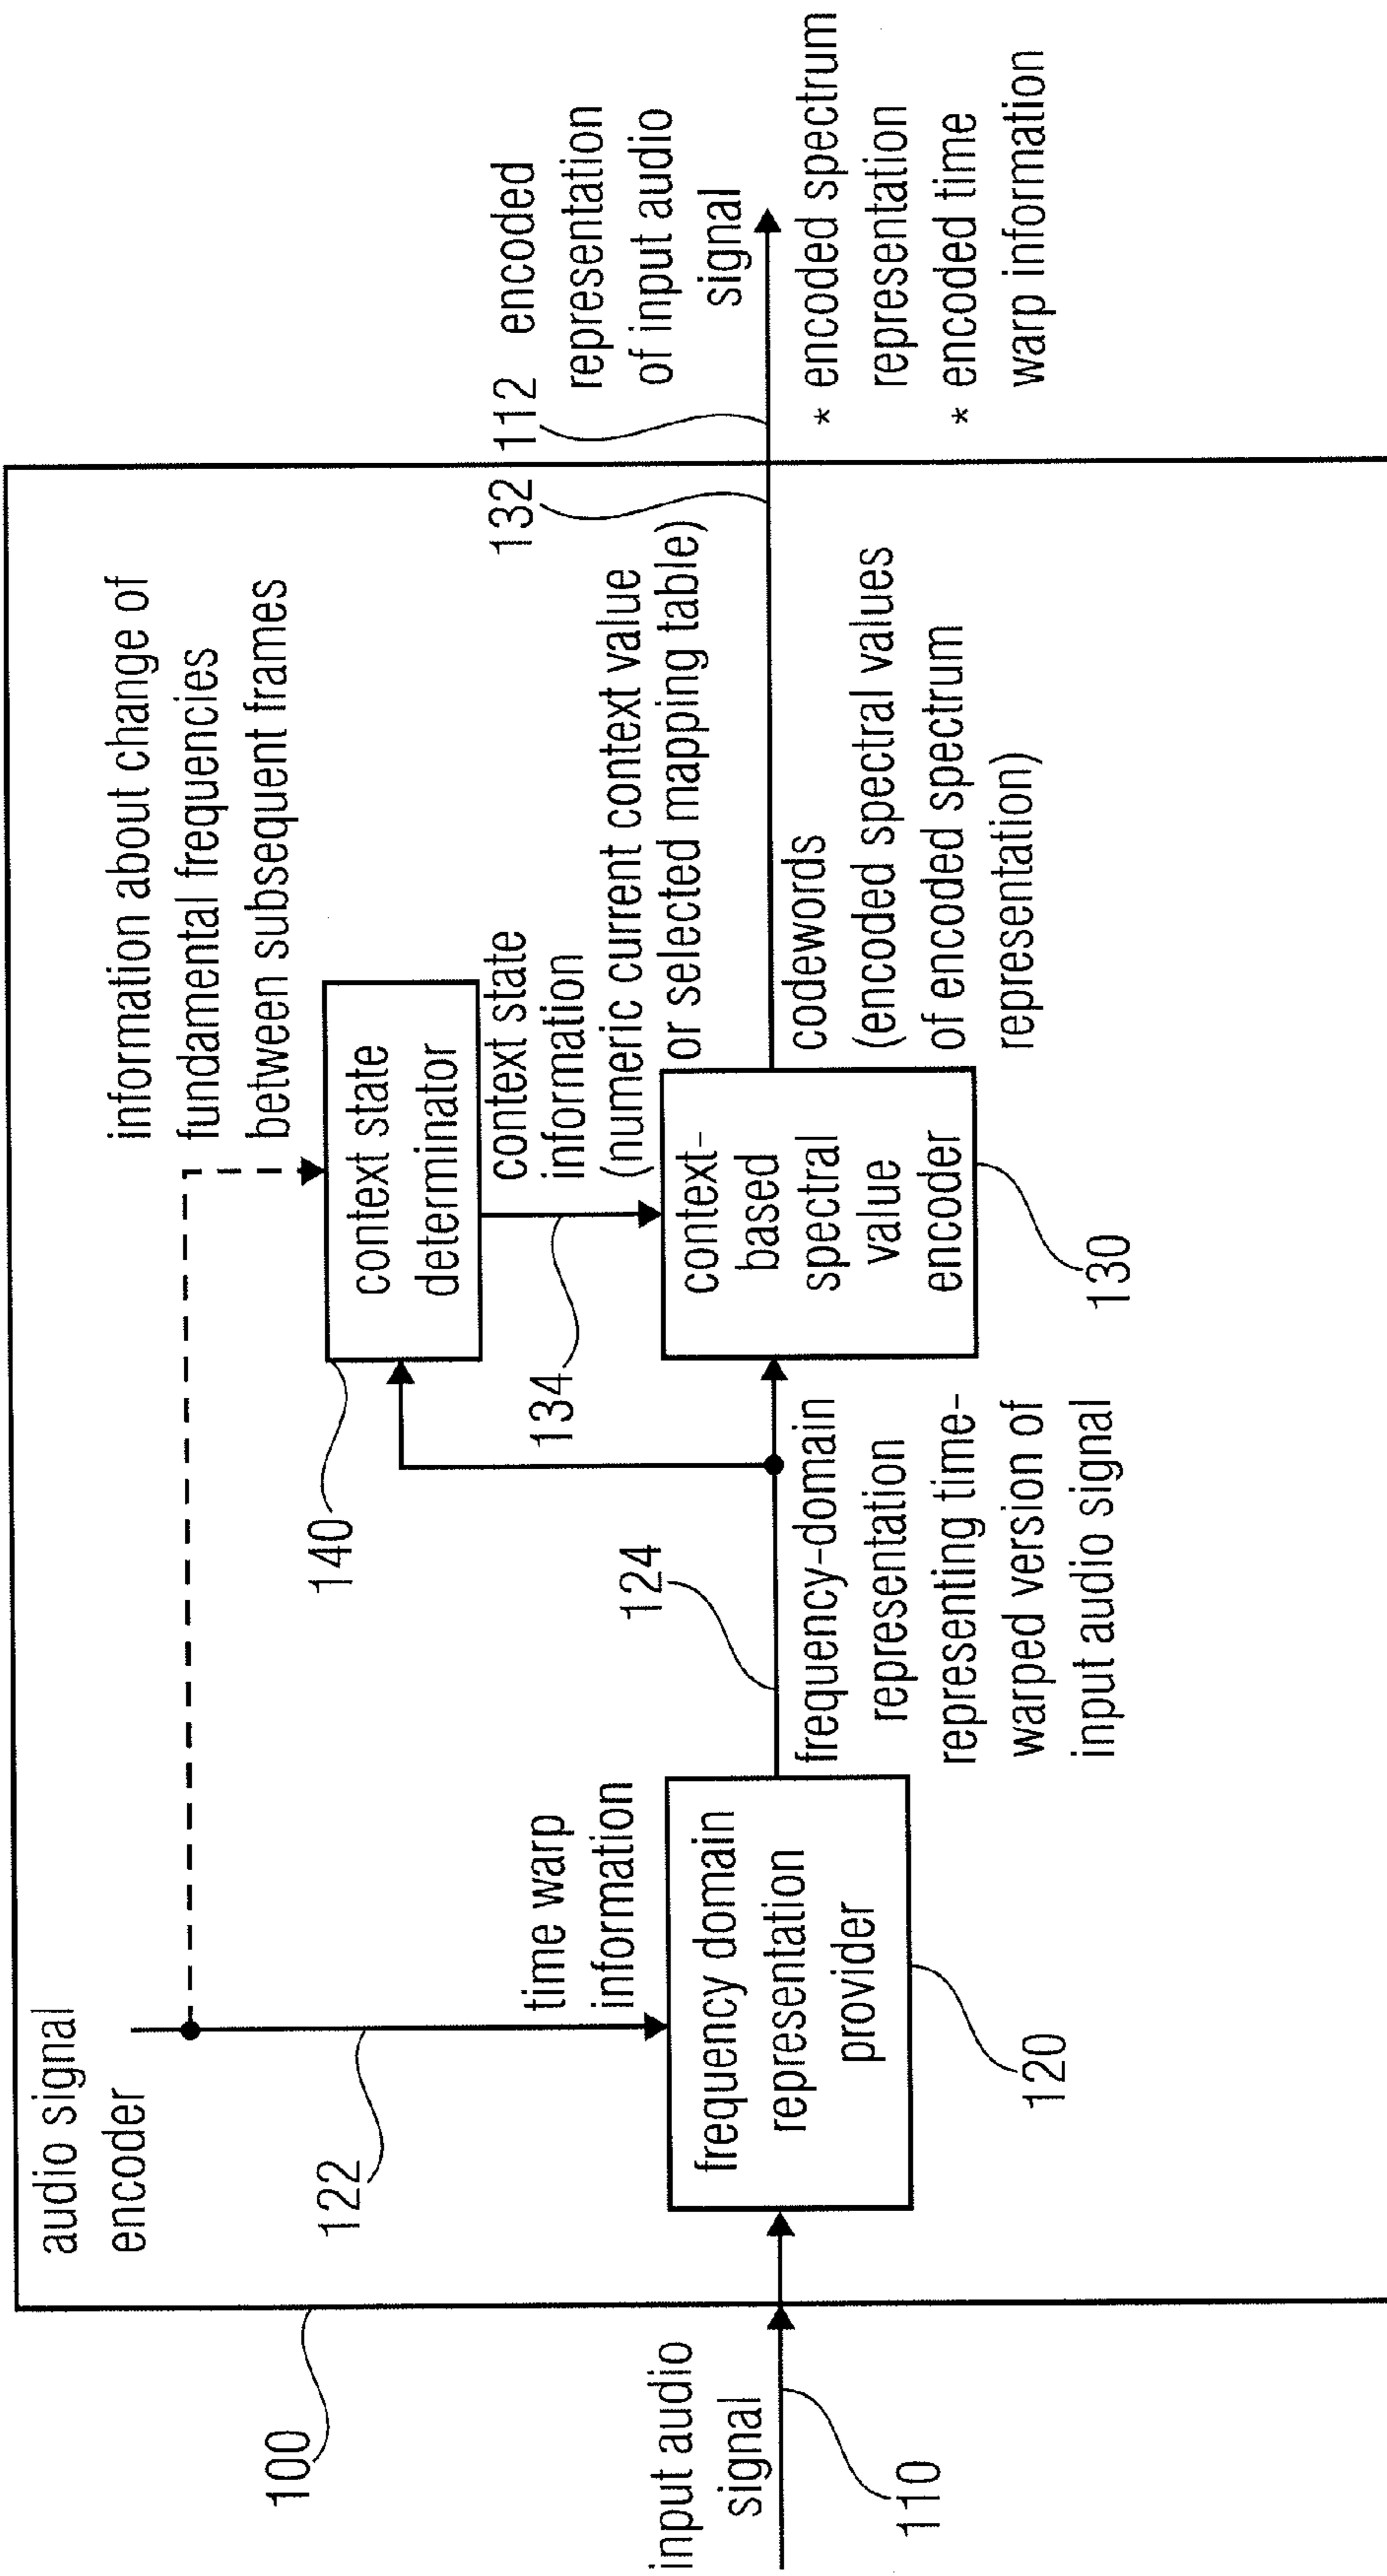 audio signal
encoder
100
input audio
signal
110
122
time warp
information
frequency domain
representation
provider
120
124
frequency-domain
representation
representing time-
warped version of
input audio signal
information about change of
fundamental frequencies
between subsequent frames
context state
determinator
140
134
context state
information
(numeric current context value
or selected mapping table)
context-
based
spectral
value
encoder
130
codewords
(encoded spectral values
of encoded spectrum
representation)
132
112
encoded
representation
of input audio
signal
* encoded spectrum
representation
* encoded time
warp information